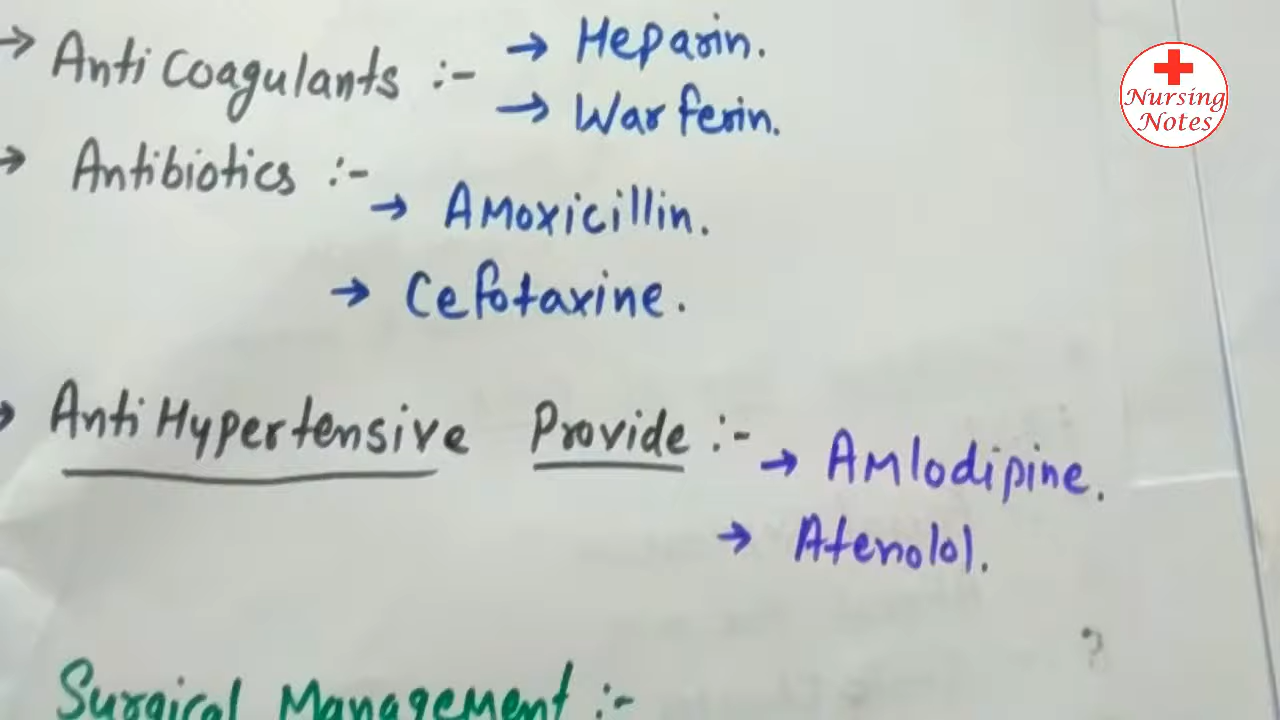 → Anti Coagulants :- → Heparin.
→ Warferin.
→ Antibiotics :- → Amoxicillin.
→ Cefotaxine.
→ Anti Hypertensive Provide :- → Amlodipine.
→ Atenolol.
Surgical Management :-
Nursing
Notes